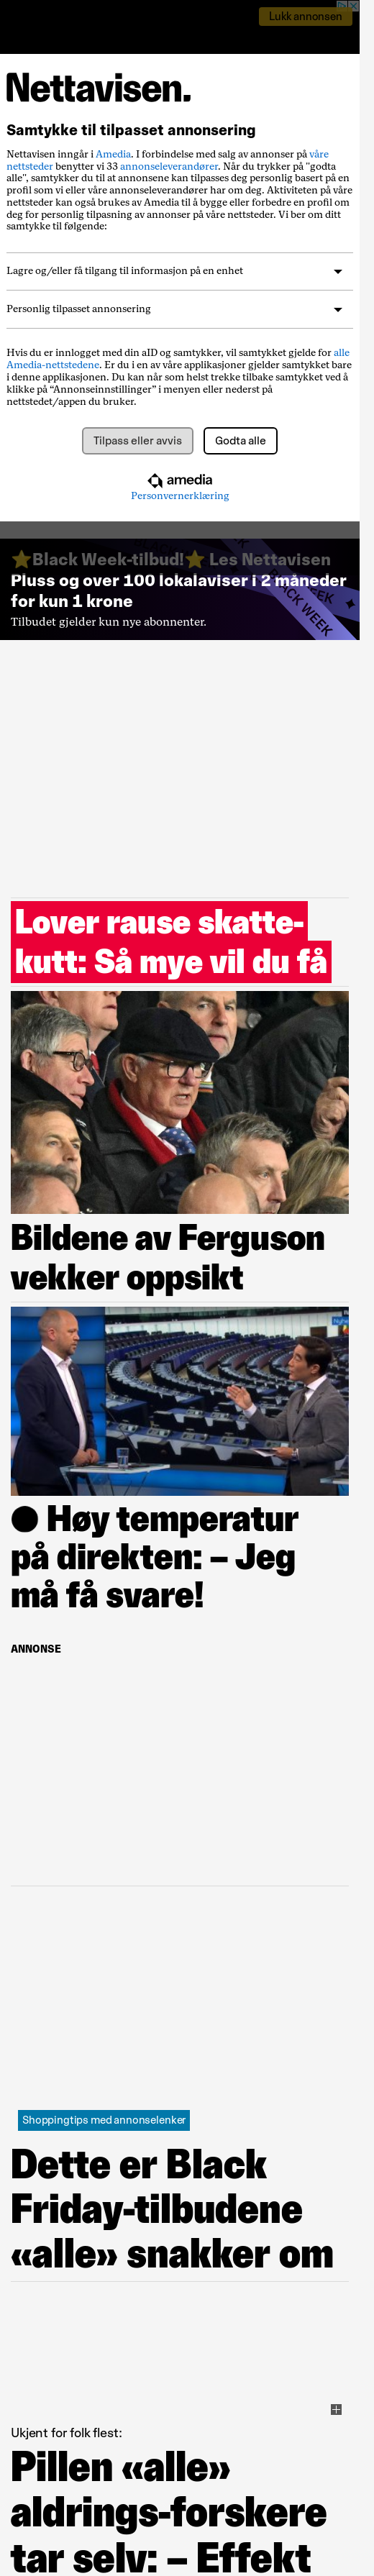 Lukk annonsen
Nettavisen.
Samtykke til tilpasset annonsering
Nettavisen inngår i Amedia. I forbindelse med salg av annonser på våre
nettsteder benytter vi 33 annonseleverandører. Når du trykker på "godta
alle", samtykker du til at annonsene kan tilpasses deg personlig basert på en
profil som vi eller våre annonseleverandører har om deg. Aktiviteten på våre
nettsteder kan også brukes av Amedia til å bygge eller forbedre en profil om
deg for personlig tilpasning av annonser på våre nettsteder. Vi ber om ditt
samtykke til følgende:
Lagre og/eller få tilgang til informasjon på en enhet
Personlig tilpasset annonsering
Hvis du er innlogget med din aID og samtykker, vil samtykket gjelde for alle
Amedia-nettstedene. Er du i en av våre applikasjoner gjelder samtykket bare
i denne applikasjonen. Du kan når som helst trekke tilbake samtykket ved å
klikke på “Annonseinnstillinger” i menyen eller nederst på
nettstedet/appen du bruker.
Tilpass eller avvis
Godta alle
amedia
Personvernerklæring
⭐Black Week-tilbud!⭐ Les Nettavisen
Pluss og over 100 lokalaviser i 2 måneder
for kun 1 krone
Tilbudet gjelder kun nye abonnenter.
BLACK WEEK
Lover rause skatte-
kutt: Så mye vil du få
Bildene av Ferguson
vekker oppsikt
● Høy temperatur
på direkten: – Jeg
må få svare!
ANNONSE
Shoppingtips med annonselenker
Dette er Black
Friday-tilbudene
«alle» snakker om
Ukjent for folk flest:
Pillen «alle»
aldrings-forskere
tar selv: – Effekt